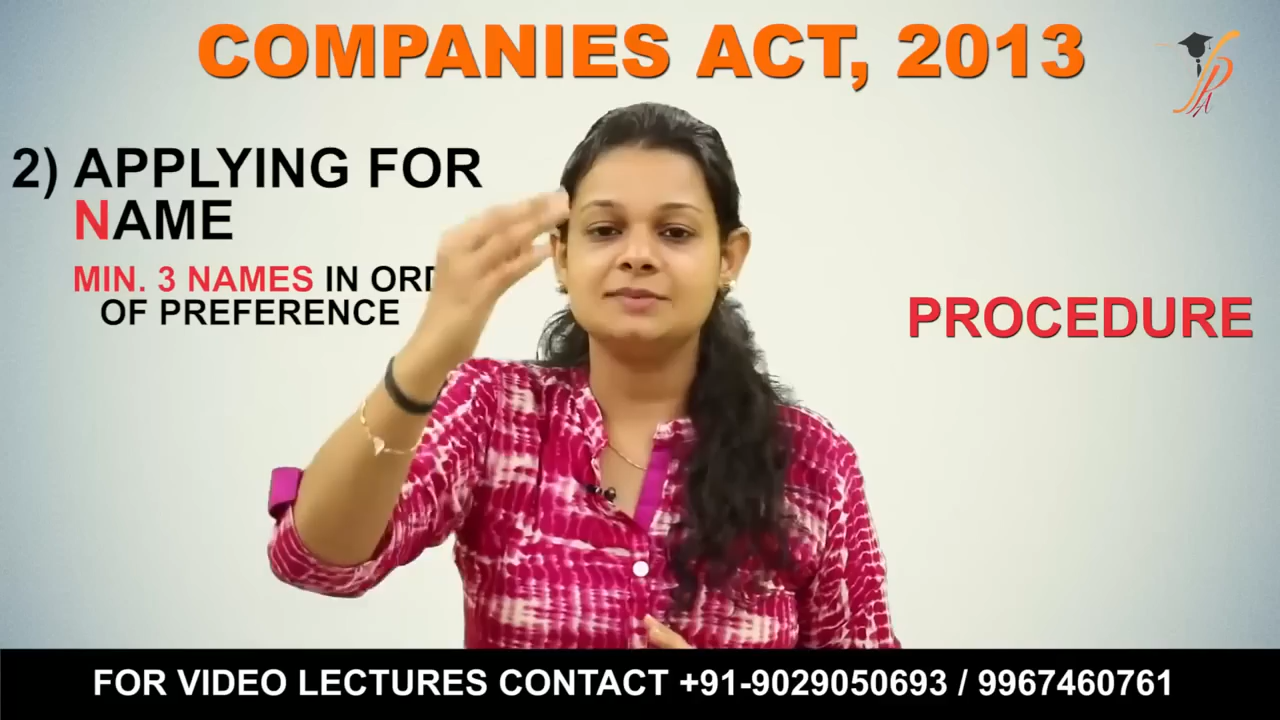 COMPANIES ACT, 2013
2) APPLYING FOR
NAME
MIN. 3 NAMES IN
OF PREFERENCE
PROCEDURE
FOR VIDEO LECTURES CONTACT +91-9029050693 / 9967460761